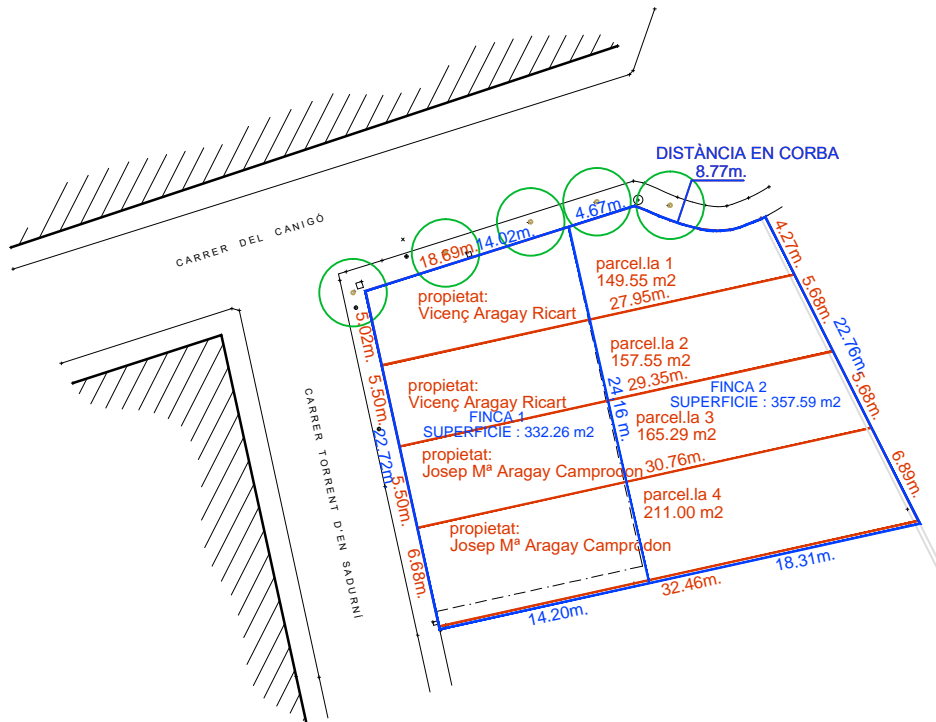 DISTÀNCIA EN CORBA
8.77m.
4.67m.
CARRER DEL CANIGÓ
18.69m.
14.02m.
4.27m.
parcel.la 1
149.55 m2
27.95m.
propietat:
Vicenç Aragay Ricart
5.02m.
5.68m.
22.76m.
parcel.la 2
157.55 m2
29.35m.
propietat:
Vicenç Aragay Ricart
5.50m.
24.16 m.
FINCA 1
SUPERFICIE : 332.26 m2
FINCA 2
SUPERFICIE : 357.59 m2
5.68m.
parcel.la 3
165.29 m2
30.76m.
22.72m.
propietat:
Josep Mª Aragay Camprodon
5.50m.
6.89m.
parcel.la 4
211.00 m2
propietat:
Josep Mª Aragay Camprodon
6.68m.
CARRER TORRENT D'EN SADURNÍ
18.31m.
32.46m.
14.20m.